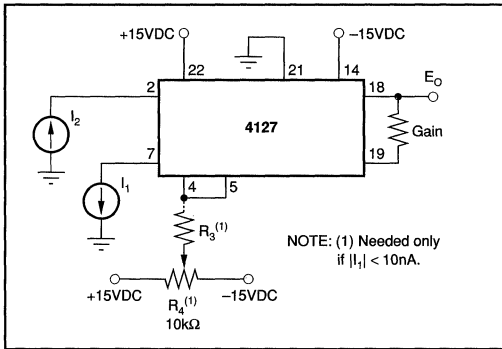 +15VDC
–15VDC
22
21
14
2
18
E_O
4127
I_2
Gain
7
19
I_1
4
5
R_3^(1)
NOTE: (1) Needed only
if |I_1| < 10nA.
+15VDC
–15VDC
R_4^(1)
10kΩ